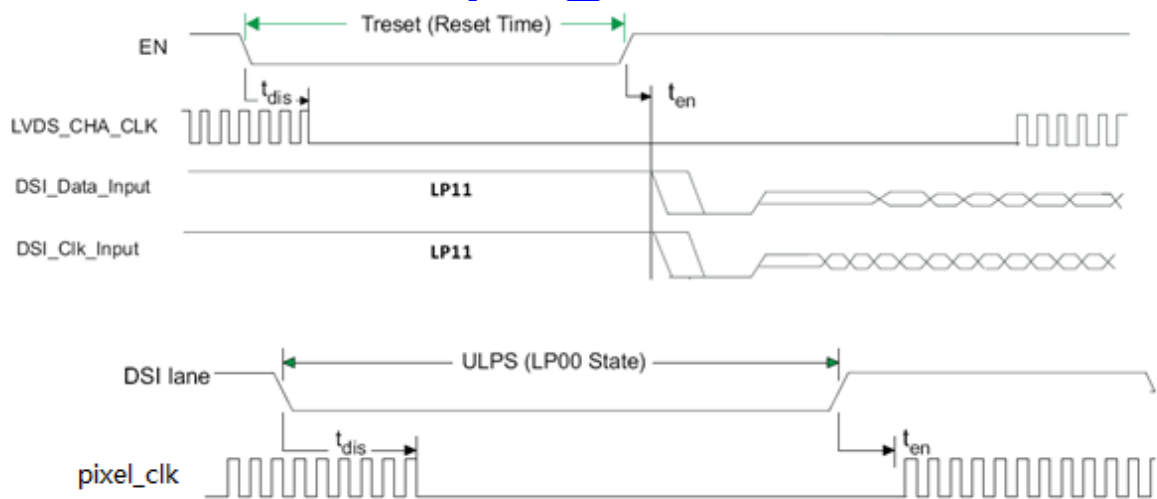 Treset (Reset Time)
EN
tdis
ten
LVDS_CHA_CLK
DSI_Data_Input
LP11
DSI_Clk_Input
LP11
ULPS (LP00 State)
DSI lane
tdis
ten
pixel_clk